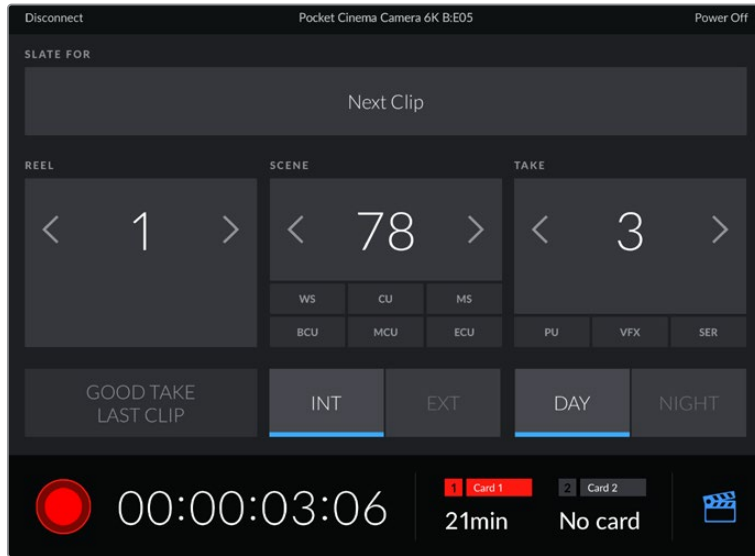 Disconnect Pocket Cinema Camera 6K B:E05 Power Off
SLATE FOR
Next Clip
REEL SCENE TAKE
< 1 > < 78 > < 3 >
WS CU MS
BCU MCU ECU PU VFX SER
GOOD TAKE
LAST CLIP
INT EXT DAY NIGHT
00:00:03:06
1 Card 1 2 Card 2
21min No card